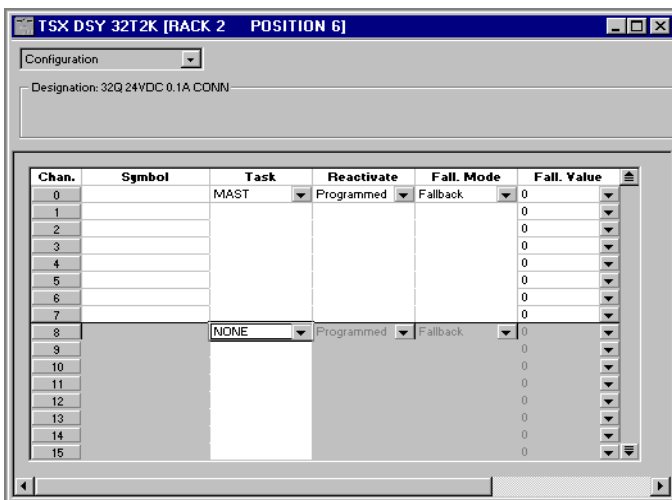 TSX DSY 32T2K [RACK 2 POSITION 6]
Configuration
Designation: 32Q 24VDC 0.1A CONN
Chan. Symbol Task Reactivate Fall. Mode Fall. Value
0 MAST Programmed Fallback 0
1 0
2 0
3 0
4 0
5 0
6 0
7 0
8 NONE Programmed Fallback 0
9 0
10 0
11 0
12 0
13 0
14 0
15 0